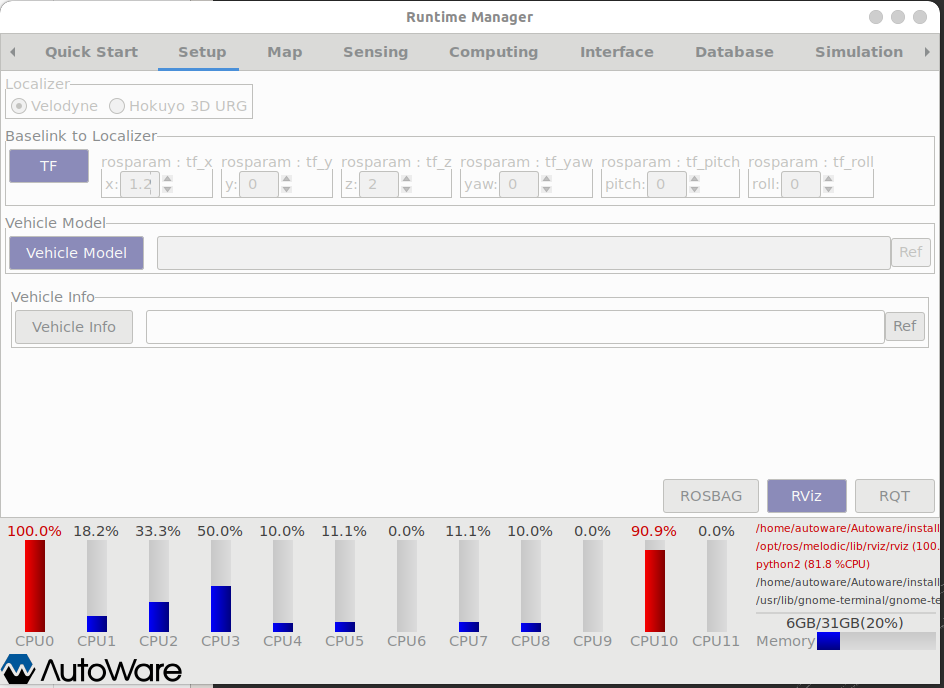 Runtime Manager
Quick Start Setup Map Sensing Computing Interface Database Simulation
Localizer
Velodyne Hokuyo 3D URG
Baselink to Localizer
TF
rosparam : tf_x rosparam : tf_y rosparam : tf_z rosparam : tf_yaw rosparam : tf_pitch rosparam : tf_roll
x: 1.2 y: 0 z: 2 yaw: 0 pitch: 0 roll: 0
Vehicle Model
Vehicle Model Ref
Vehicle Info
Vehicle Info Ref
ROSBAG RViz RQT
100.0% 18.2% 33.3% 50.0% 10.0% 11.1% 0.0% 11.1% 10.0% 0.0% 90.9% 0.0%
CPU0 CPU1 CPU2 CPU3 CPU4 CPU5 CPU6 CPU7 CPU8 CPU9 CPU10 CPU11
/home/autoware/Autoware/install
/opt/ros/melodic/lib/rviz/rviz (100.
python2 (81.8 %CPU)
/home/autoware/Autoware/install
/usr/lib/gnome-terminal/gnome-te
6GB/31GB(20%)
Memory
AutoWare